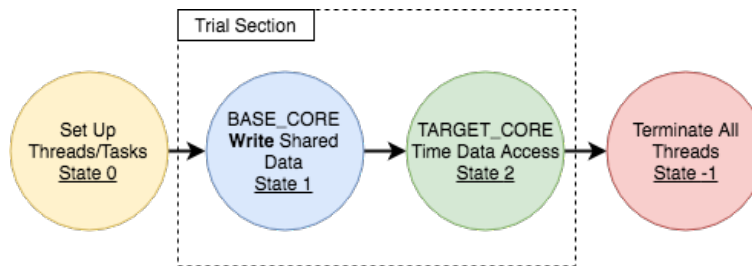 Trial Section
Set Up
Threads/Tasks
State 0
BASE_CORE
Write Shared
Data
State 1
TARGET_CORE
Time Data Access
State 2
Terminate All
Threads
State -1